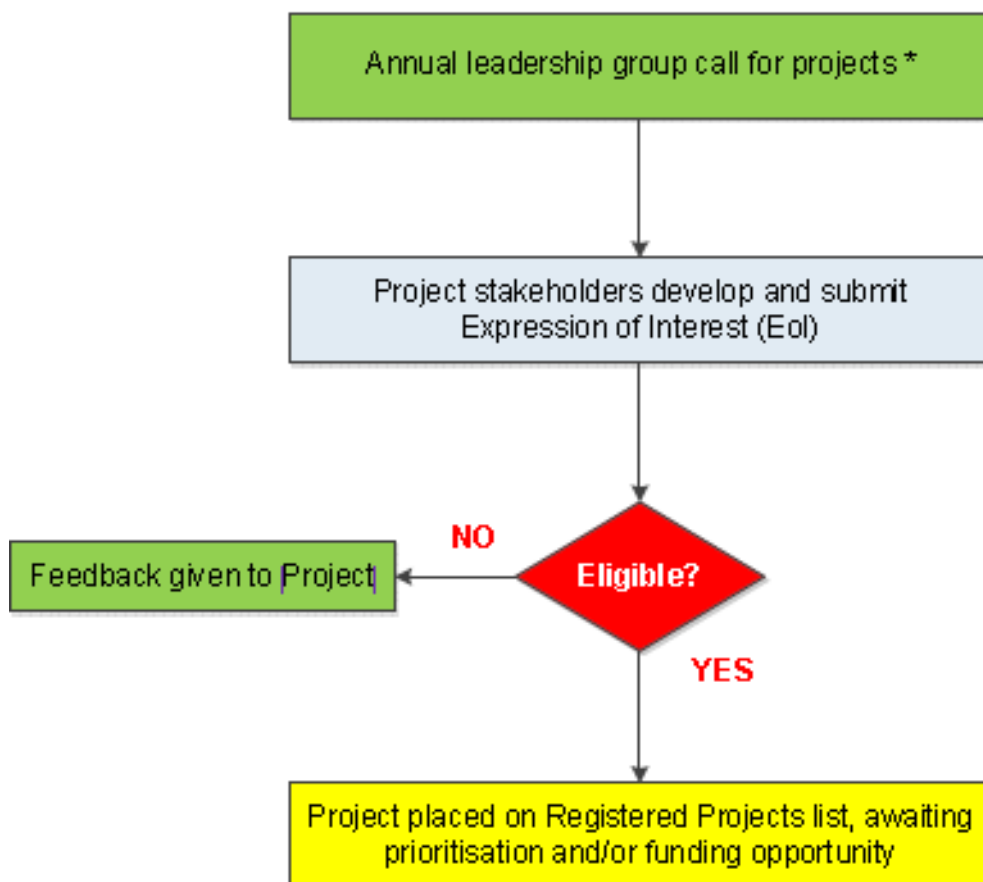 Annual leadership group call for projects *
Project stakeholders develop and submit
Expression of Interest (EoI)
NO
Feedback given to Project
Eligible?
YES
Project placed on Registered Projects list, awaiting
prioritisation and/or funding opportunity